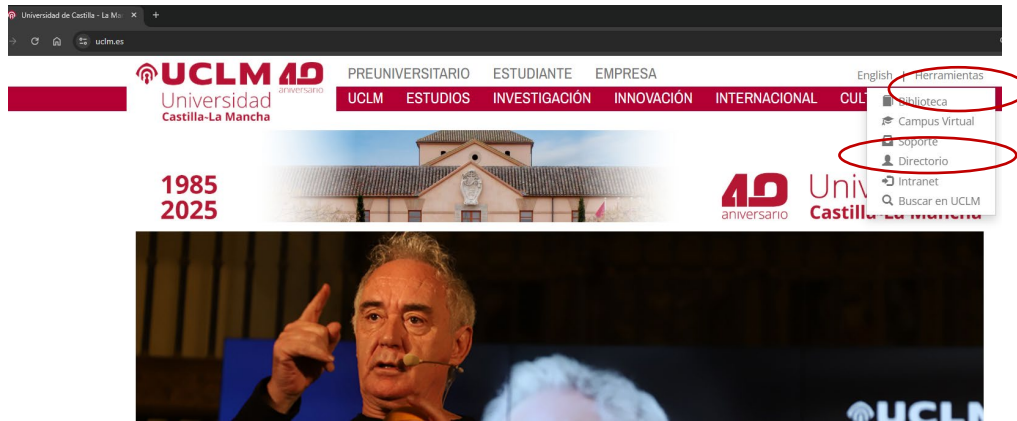 Universidad de Castilla - La Ma
uclm.es
UCLM 40 aniversario
Universidad
Castilla-La Mancha
PREUNIVERSITARIO ESTUDIANTE EMPRESA
English | Herramientas
UCLM ESTUDIOS INVESTIGACIÓN INNOVACIÓN INTERNACIONAL CUL
Biblioteca
Campus Virtual
Soporte
Directorio
Intranet
Buscar en UCLM
1985
2025
40 aniversario
Univ
Castilla-La Mancha
UCLM